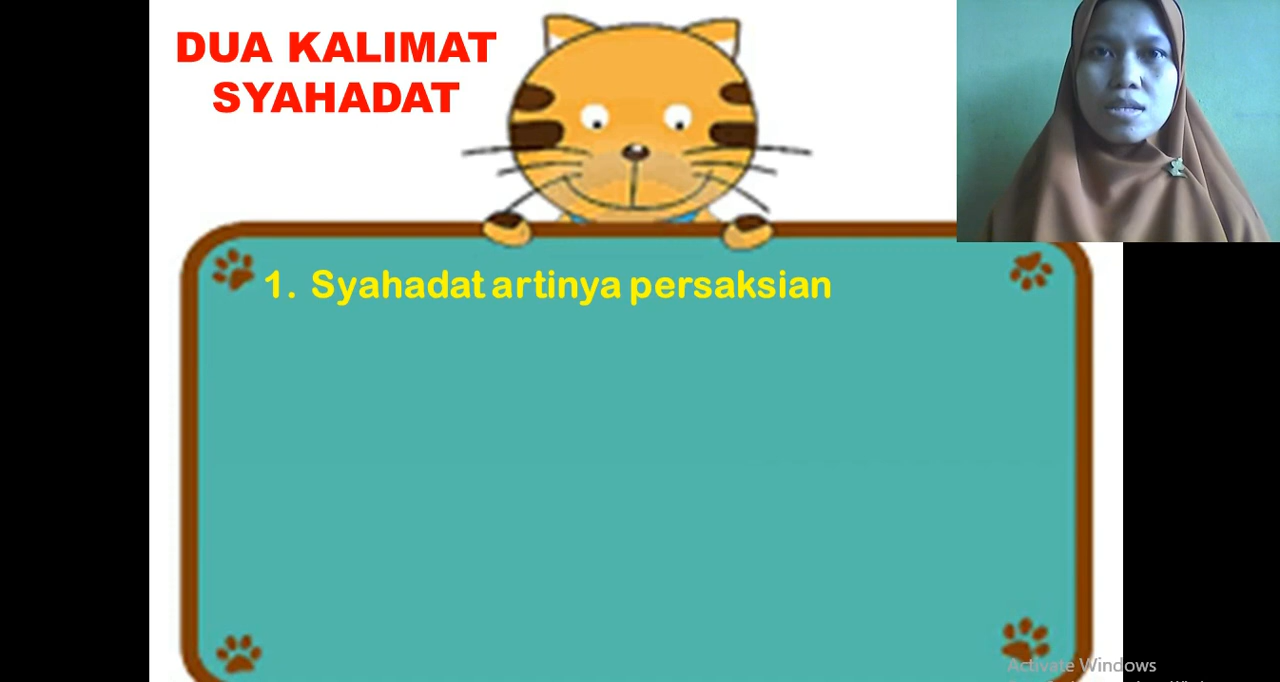 DUA KALIMAT
SYAHADAT
1. Syahadat artinya persaksian
Activate Windows